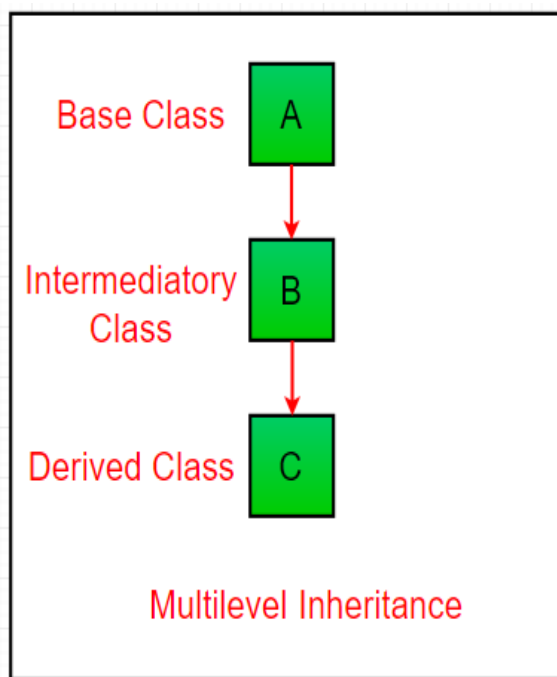 Base Class
A
Intermediatory
Class
B
Derived Class
C
Multilevel Inheritance